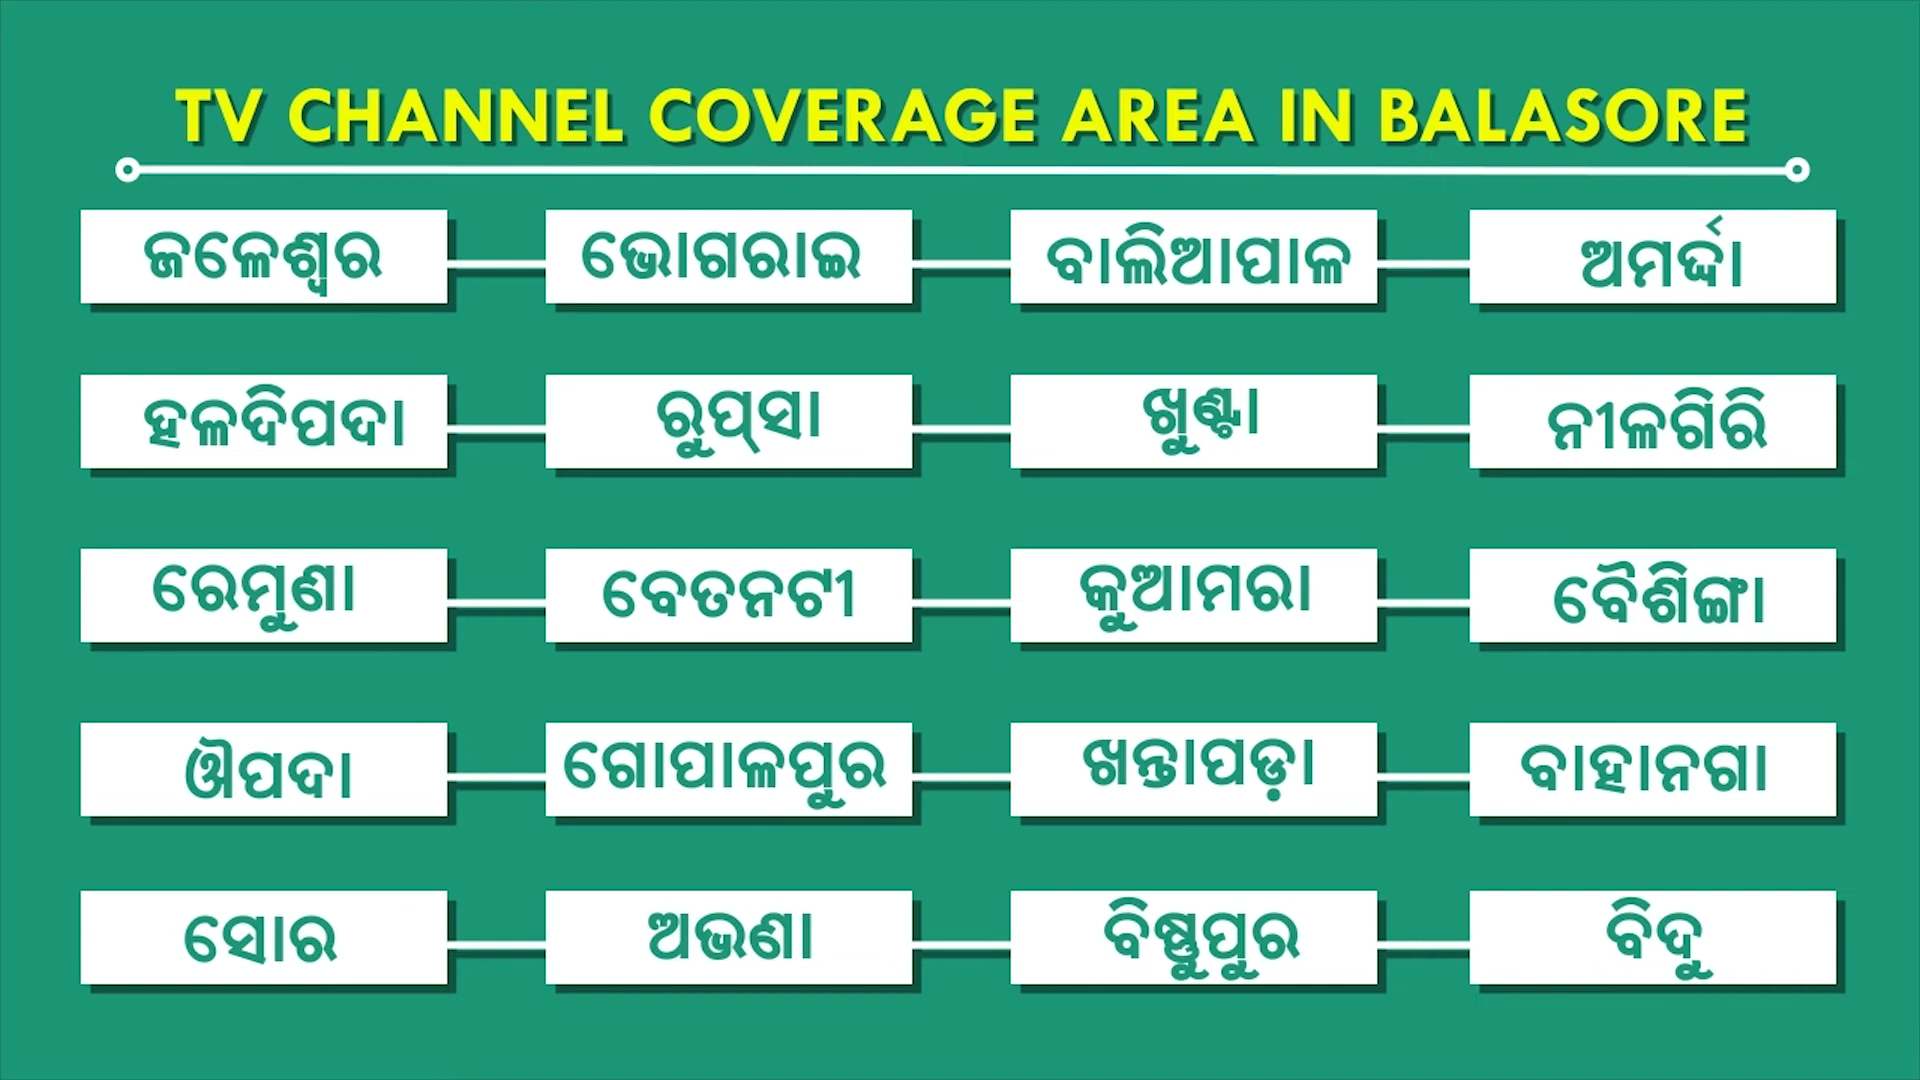 TV CHANNEL COVERAGE AREA IN BALASORE
ଜଳେଶ୍ୱର ଭୋଗରାଇ ବାଲିଆପାଳ ଅମର୍ଦ୍ଦା
ହଳଦିପଦା ରୁପ୍‌ସା ଖୁଣ୍ଟା ନୀଳଗିରି
ରେମୁଣା ବେତନଟୀ କୁଆମରା ବୈଶିଙ୍ଗା
ଔପଦା ଗୋପାଳପୁର ଖନ୍ତାପଡ଼ା ବାହାନଗା
ସୋର ଅଭଣା ବିଷ୍ଣୁପୁର ବିଦୁ